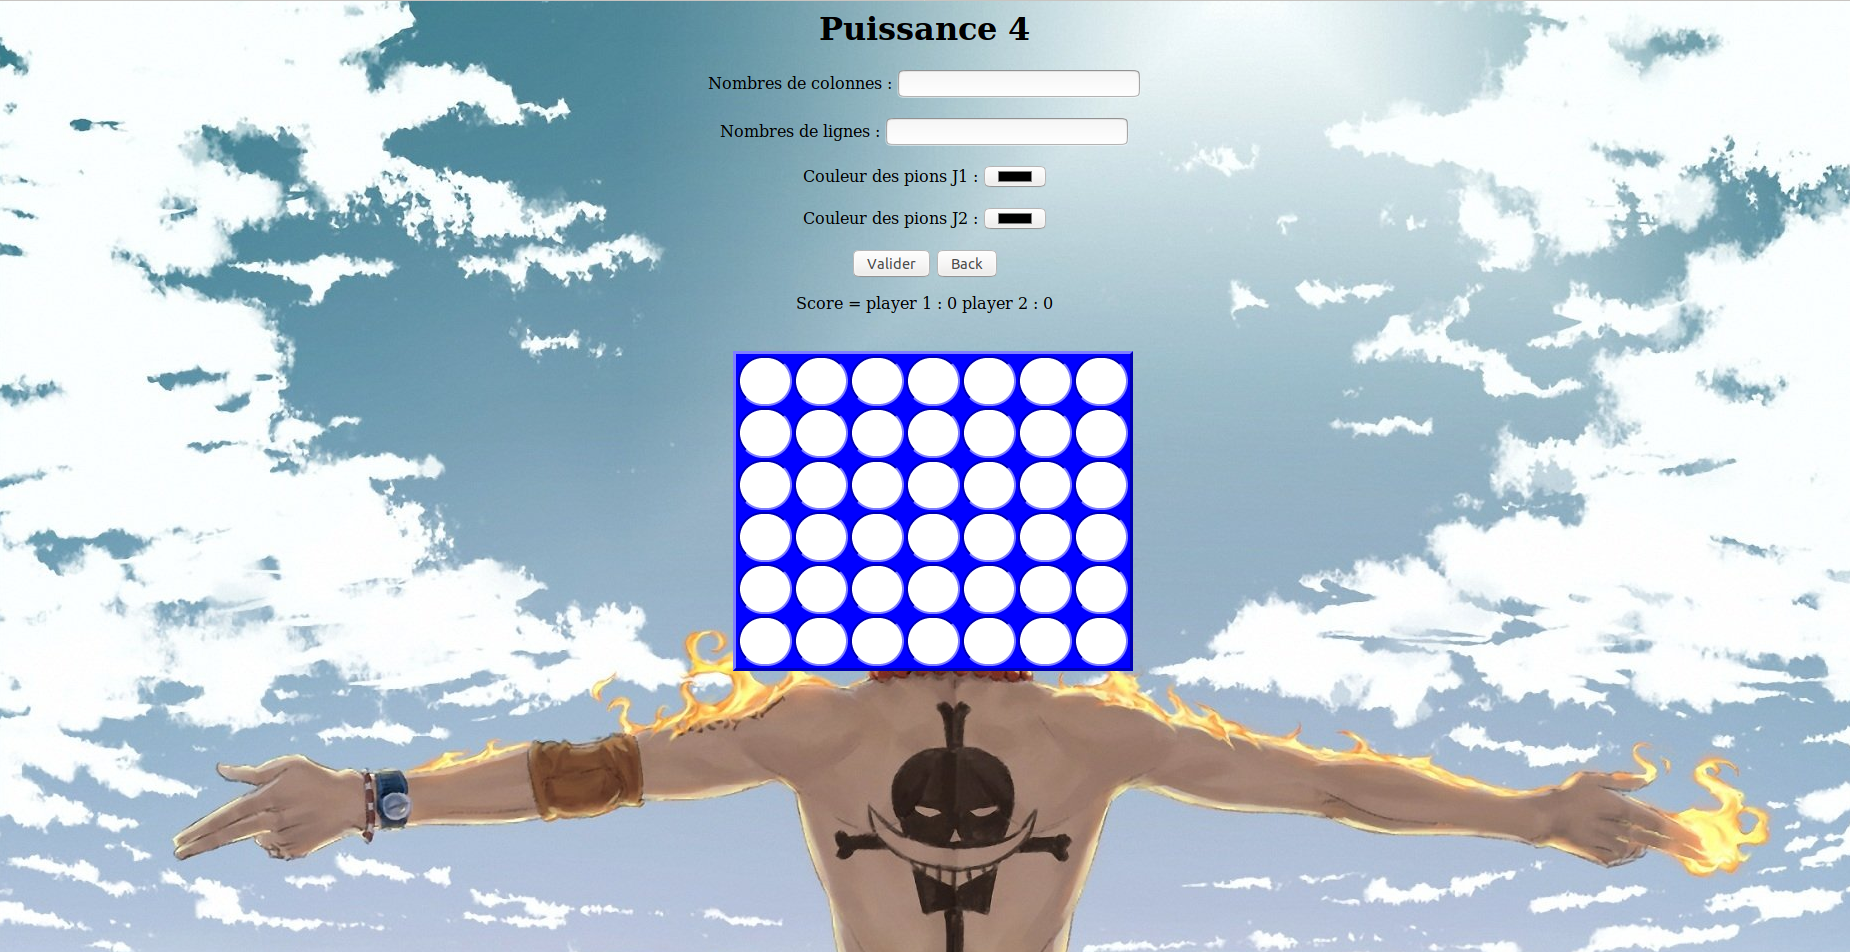 Puissance 4
Nombres de colonnes :
Nombres de lignes :
Couleur des pions J1 :
Couleur des pions J2 :
Valider Back
Score = player 1 : 0 player 2 : 0